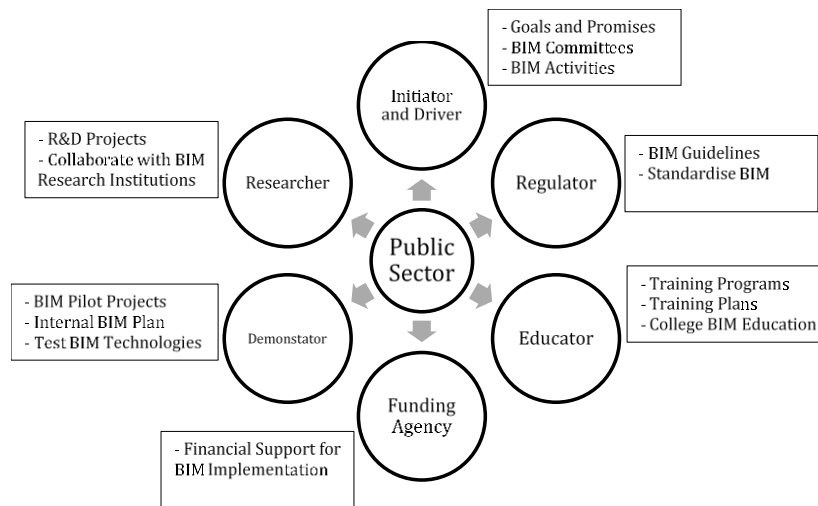 - Goals and Promises
- BIM Committees
- BIM Activities
Initiator
and Driver
- R&D Projects
- Collaborate with BIM
Research Institutions
Researcher
Regulator
- BIM Guidelines
- Standardise BIM
Public
Sector
- BIM Pilot Projects
- Internal BIM Plan
- Test BIM Technologies
Demonstator
Educator
- Training Programs
- Training Plans
- College BIM Education
Funding
Agency
- Financial Support for
BIM Implementation